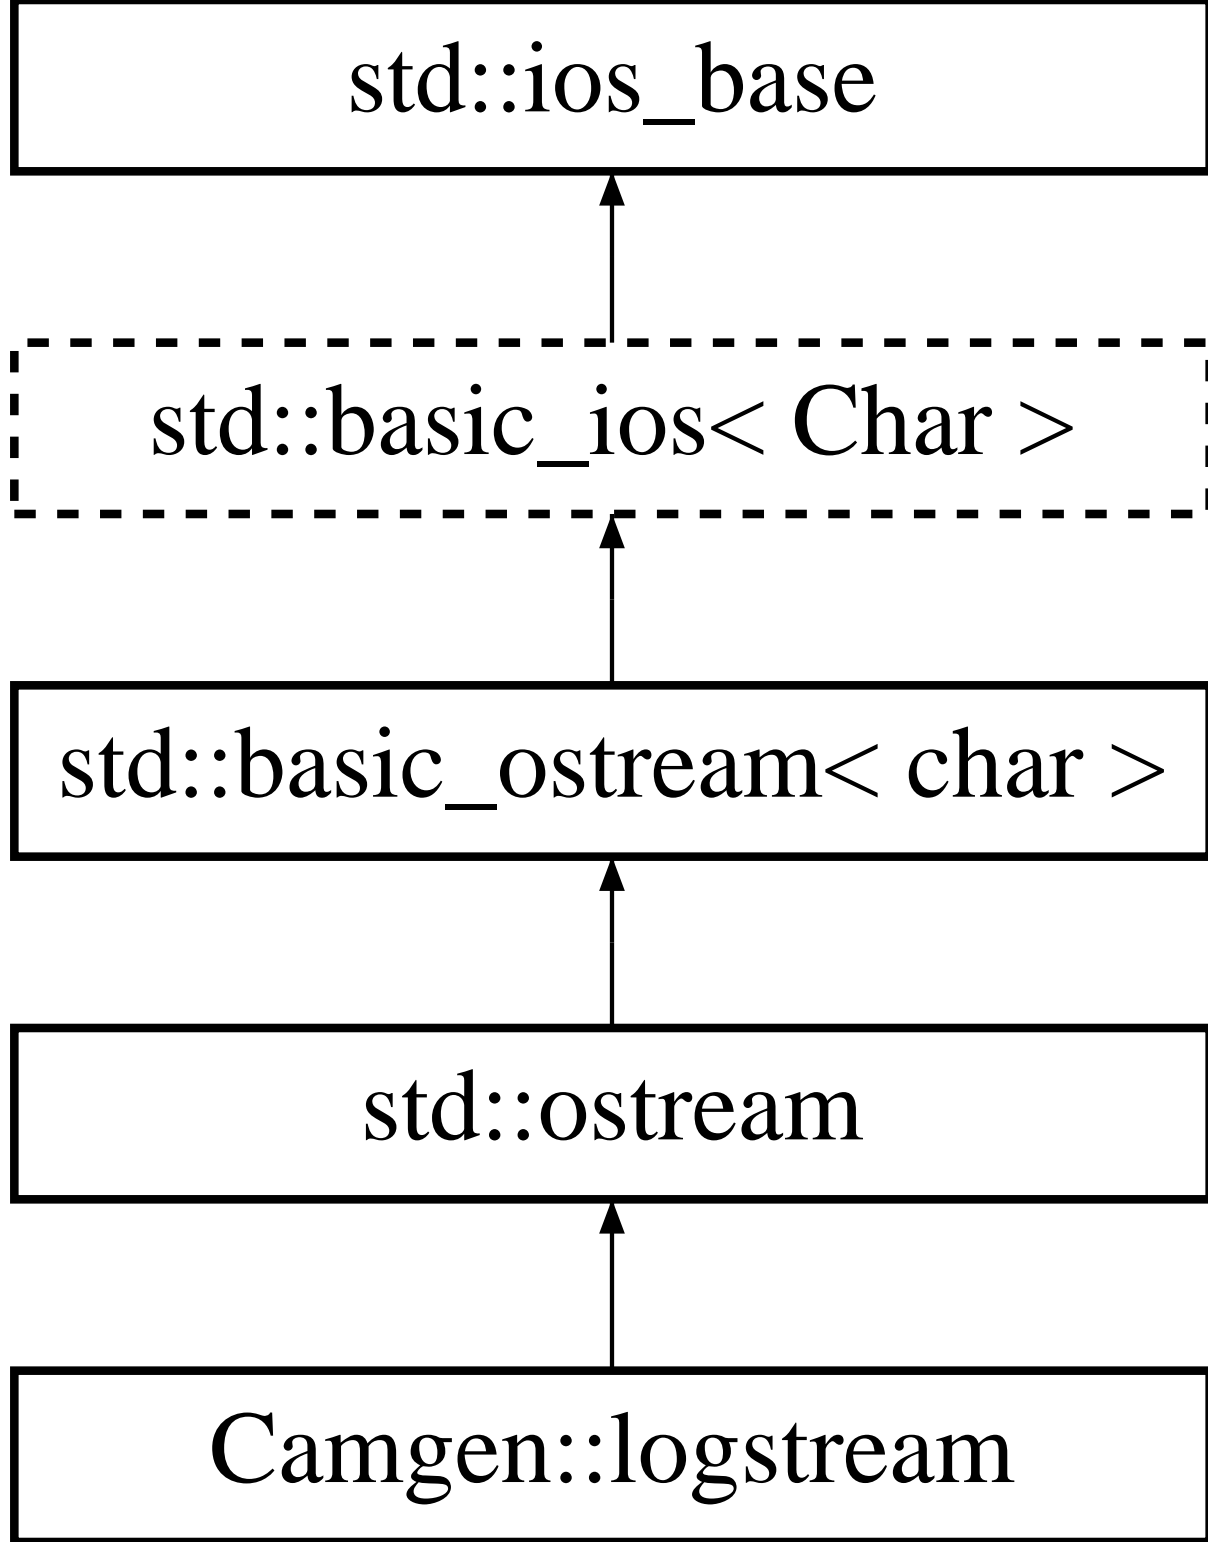 std::ios_base
std::basic_ios< Char >
std::basic_ostream< char >
std::ostream
Camgen::logstream